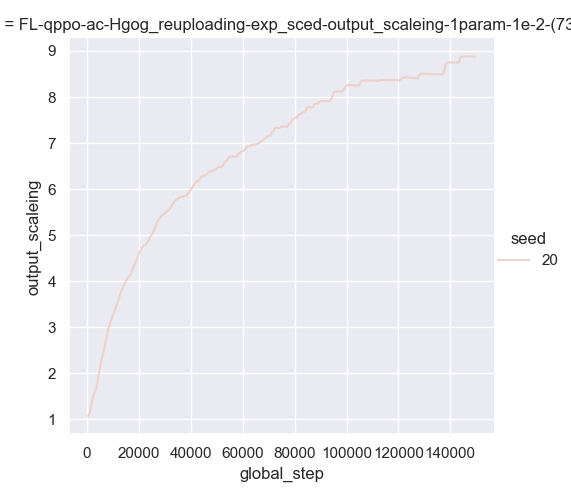 = FL-qppo-ac-Hgog_reuploading-exp_sced-output_scaleing-1param-1e-2-(73
9
8
7
6
5
4
3
2
1
output_scaleing
0 20000 40000 60000 80000 100000 120000 140000
global_step
seed
20